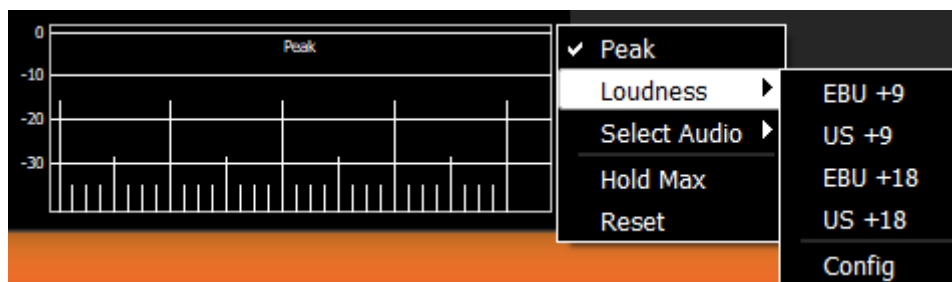 0
Peak
-10
-20
-30
Peak
Loudness
Select Audio
Hold Max
Reset
EBU +9
US +9
EBU +18
US +18
Config